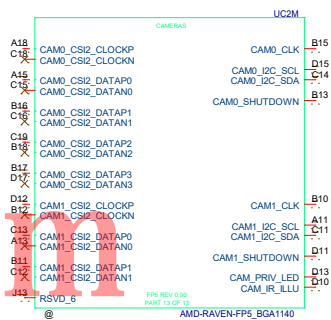 UC2M
CAMERAS
A18 CAM0_CSI2_CLOCKP CAM0_CLK B15
C18 CAM0_CSI2_CLOCKN
CAM0_I2C_SCL D15
A15 CAM0_CSI2_DATAP0 CAM0_I2C_SDA C14
C15 CAM0_CSI2_DATAN0
CAM0_SHUTDOWN B13
B16 CAM0_CSI2_DATAP1
C16 CAM0_CSI2_DATAN1
C19 CAM0_CSI2_DATAP2
B18 CAM0_CSI2_DATAN2
B17 CAM0_CSI2_DATAP3
D17 CAM0_CSI2_DATAN3
D12 CAM1_CSI2_CLOCKP CAM1_CLK B10
B12 CAM1_CSI2_CLOCKN
CAM1_I2C_SCL A11
C13 CAM1_CSI2_DATAP0 CAM1_I2C_SDA C11
A13 CAM1_CSI2_DATAN0
CAM1_SHUTDOWN D11
B11 CAM1_CSI2_DATAP1
C12 CAM1_CSI2_DATAN1 CAM_PRIV_LED D13
CAM_IR_ILLU D10
J13 RSVD_6
FP5 REV 0.90
PART 13 OF 13
@ AMD-RAVEN-FP5_BGA1140
m